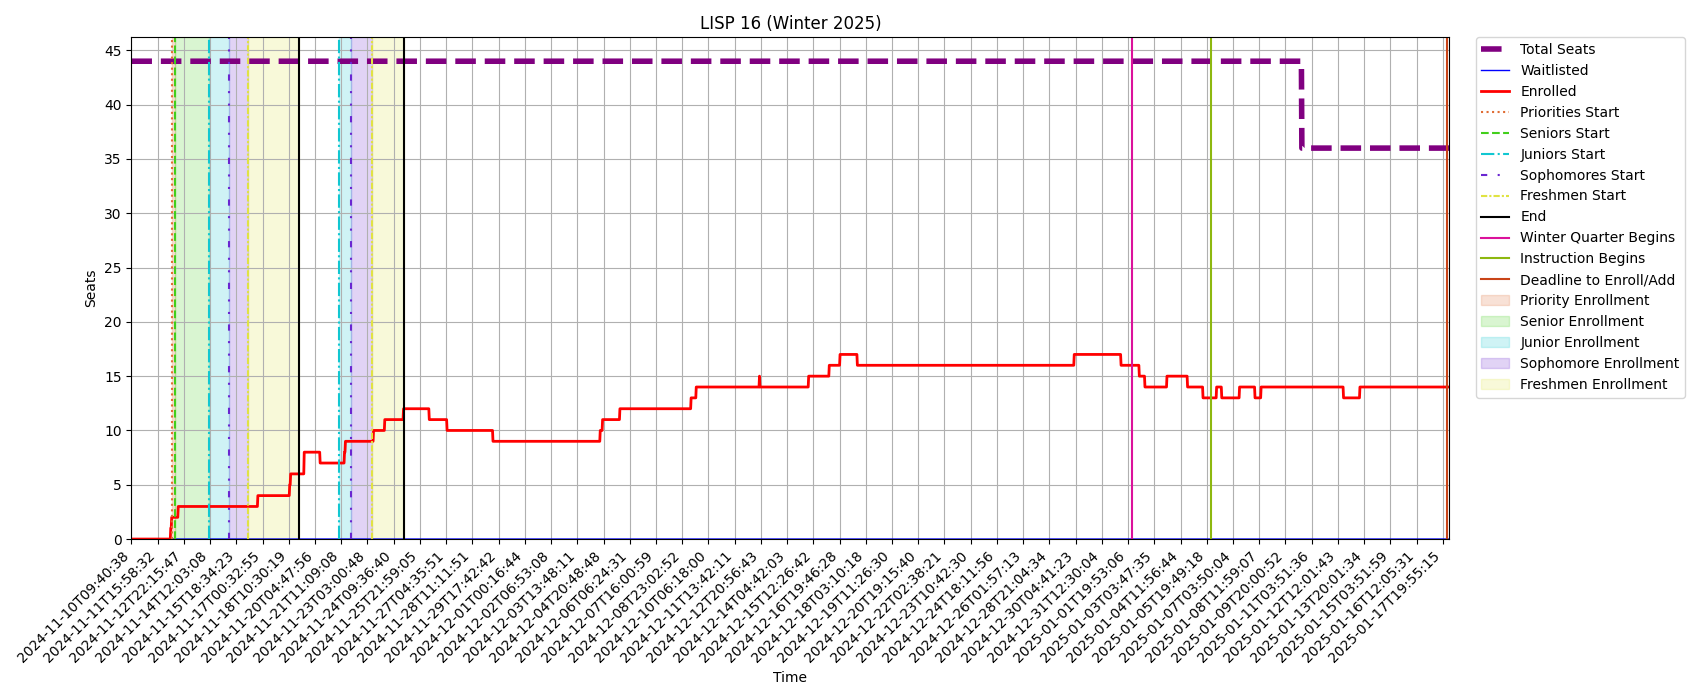 LISP 16 (Winter 2025)
Seats
45
40
35
30
25
20
15
10
5
0
2024-11-10T09:40:38
2024-11-11T15:58:32
2024-11-12T22:15:47
2024-11-14T12:03:08
2024-11-15T18:34:23
2024-11-17T00:32:55
2024-11-18T10:30:19
2024-11-20T04:47:56
2024-11-21T11:09:08
2024-11-23T03:00:48
2024-11-24T09:36:40
2024-11-25T21:59:05
2024-11-27T04:35:51
2024-11-28T11:11:51
2024-11-29T17:42:42
2024-12-01T00:16:44
2024-12-02T06:53:08
2024-12-03T13:48:11
2024-12-04T20:48:48
2024-12-06T06:24:31
2024-12-07T16:00:59
2024-12-08T23:02:52
2024-12-10T06:18:00
2024-12-11T13:42:11
2024-12-12T20:56:43
2024-12-14T04:42:03
2024-12-15T12:26:42
2024-12-16T19:46:28
2024-12-18T03:10:18
2024-12-19T11:26:30
2024-12-20T19:15:40
2024-12-22T02:38:21
2024-12-23T10:42:30
2024-12-24T18:11:56
2024-12-26T01:57:13
2024-12-28T21:04:34
2024-12-30T04:41:23
2024-12-31T12:30:04
2025-01-01T19:53:06
2025-01-03T03:47:35
2025-01-04T11:56:44
2025-01-05T19:49:18
2025-01-07T03:50:04
2025-01-08T11:59:07
2025-01-09T20:00:52
2025-01-11T03:51:36
2025-01-12T12:01:43
2025-01-13T20:01:34
2025-01-15T03:51:59
2025-01-16T12:05:31
2025-01-17T19:55:15
Time
Total Seats
Waitlisted
Enrolled
Priorities Start
Seniors Start
Juniors Start
Sophomores Start
Freshmen Start
End
Winter Quarter Begins
Instruction Begins
Deadline to Enroll/Add
Priority Enrollment
Senior Enrollment
Junior Enrollment
Sophomore Enrollment
Freshmen Enrollment